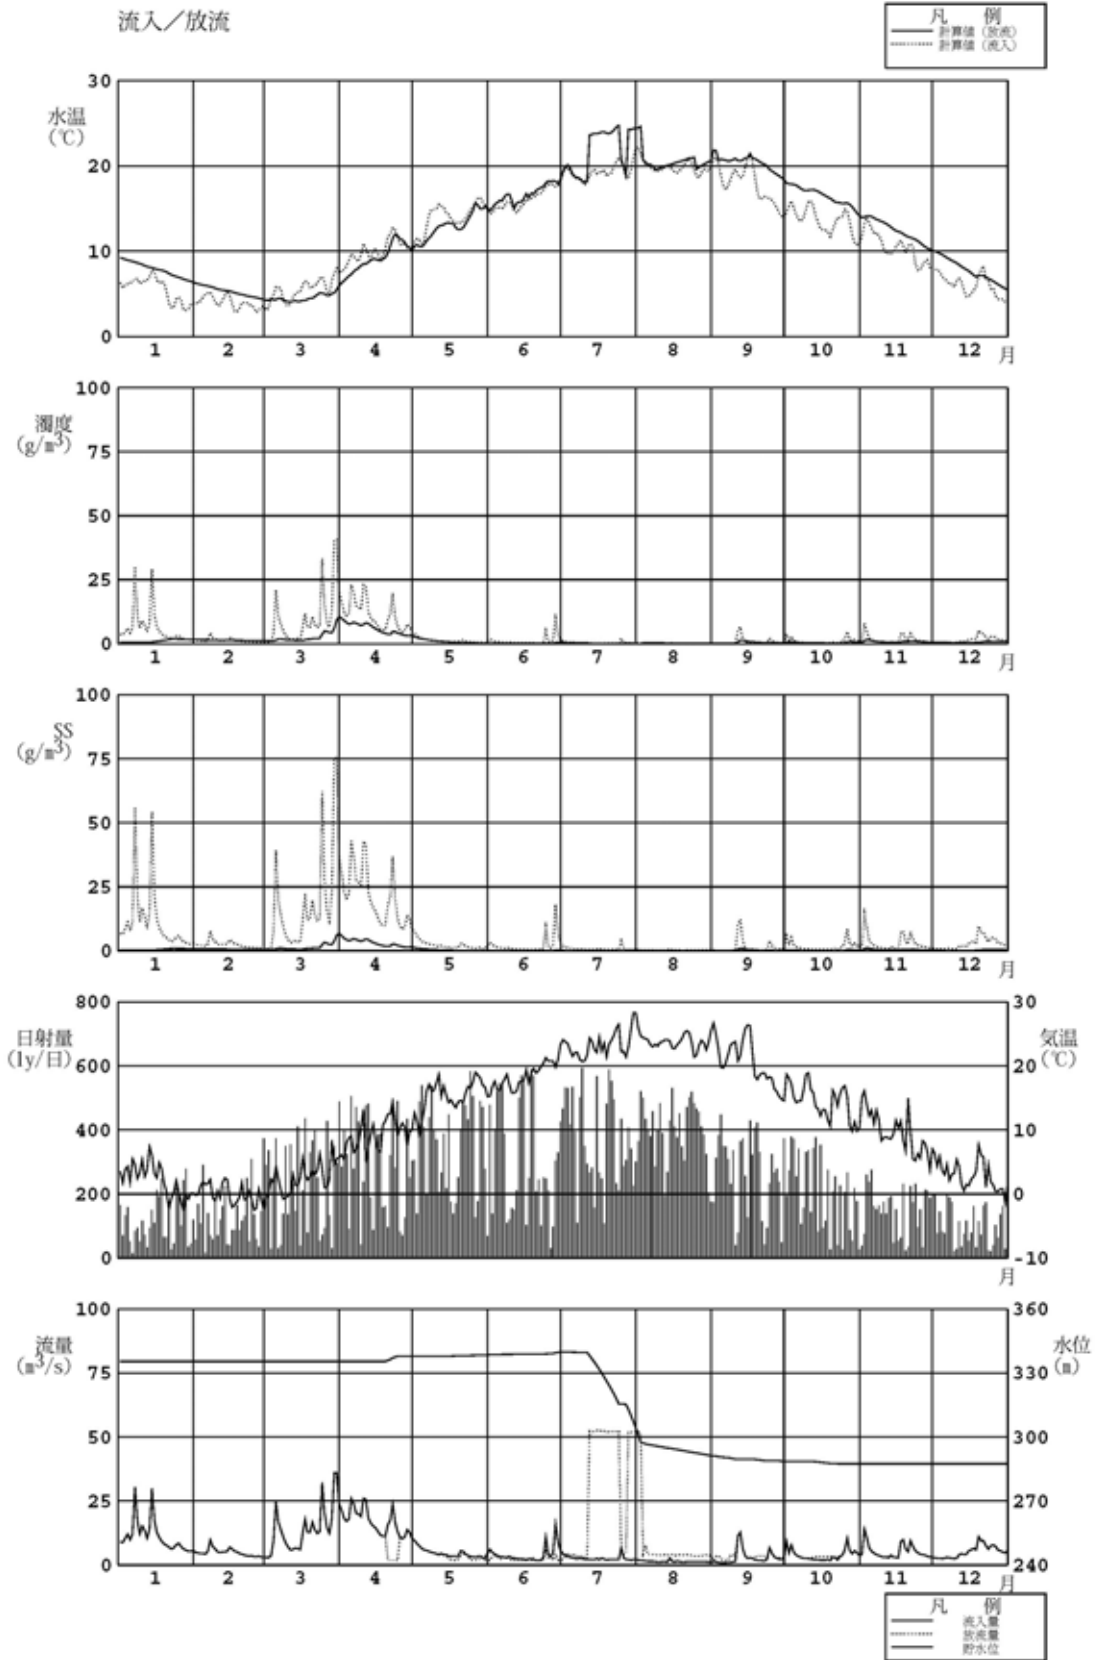 流入／放流
凡 例
計算値（放流）
計算値（流入）
水温
(℃)
30
20
10
0
1 2 3 4 5 6 7 8 9 10 11 12 月
濁度
(g/m³)
100
75
50
25
0
1 2 3 4 5 6 7 8 9 10 11 12 月
SS
(g/m³)
100
75
50
25
0
1 2 3 4 5 6 7 8 9 10 11 12 月
日射量
(ly/日)
800
600
400
200
0
気温
(℃)
30
20
10
0
-10
月
流量
(m³/s)
100
75
50
25
0
水位
(m)
360
330
300
270
240
1 2 3 4 5 6 7 8 9 10 11 12 月
凡 例
流入量
放流量
貯水位